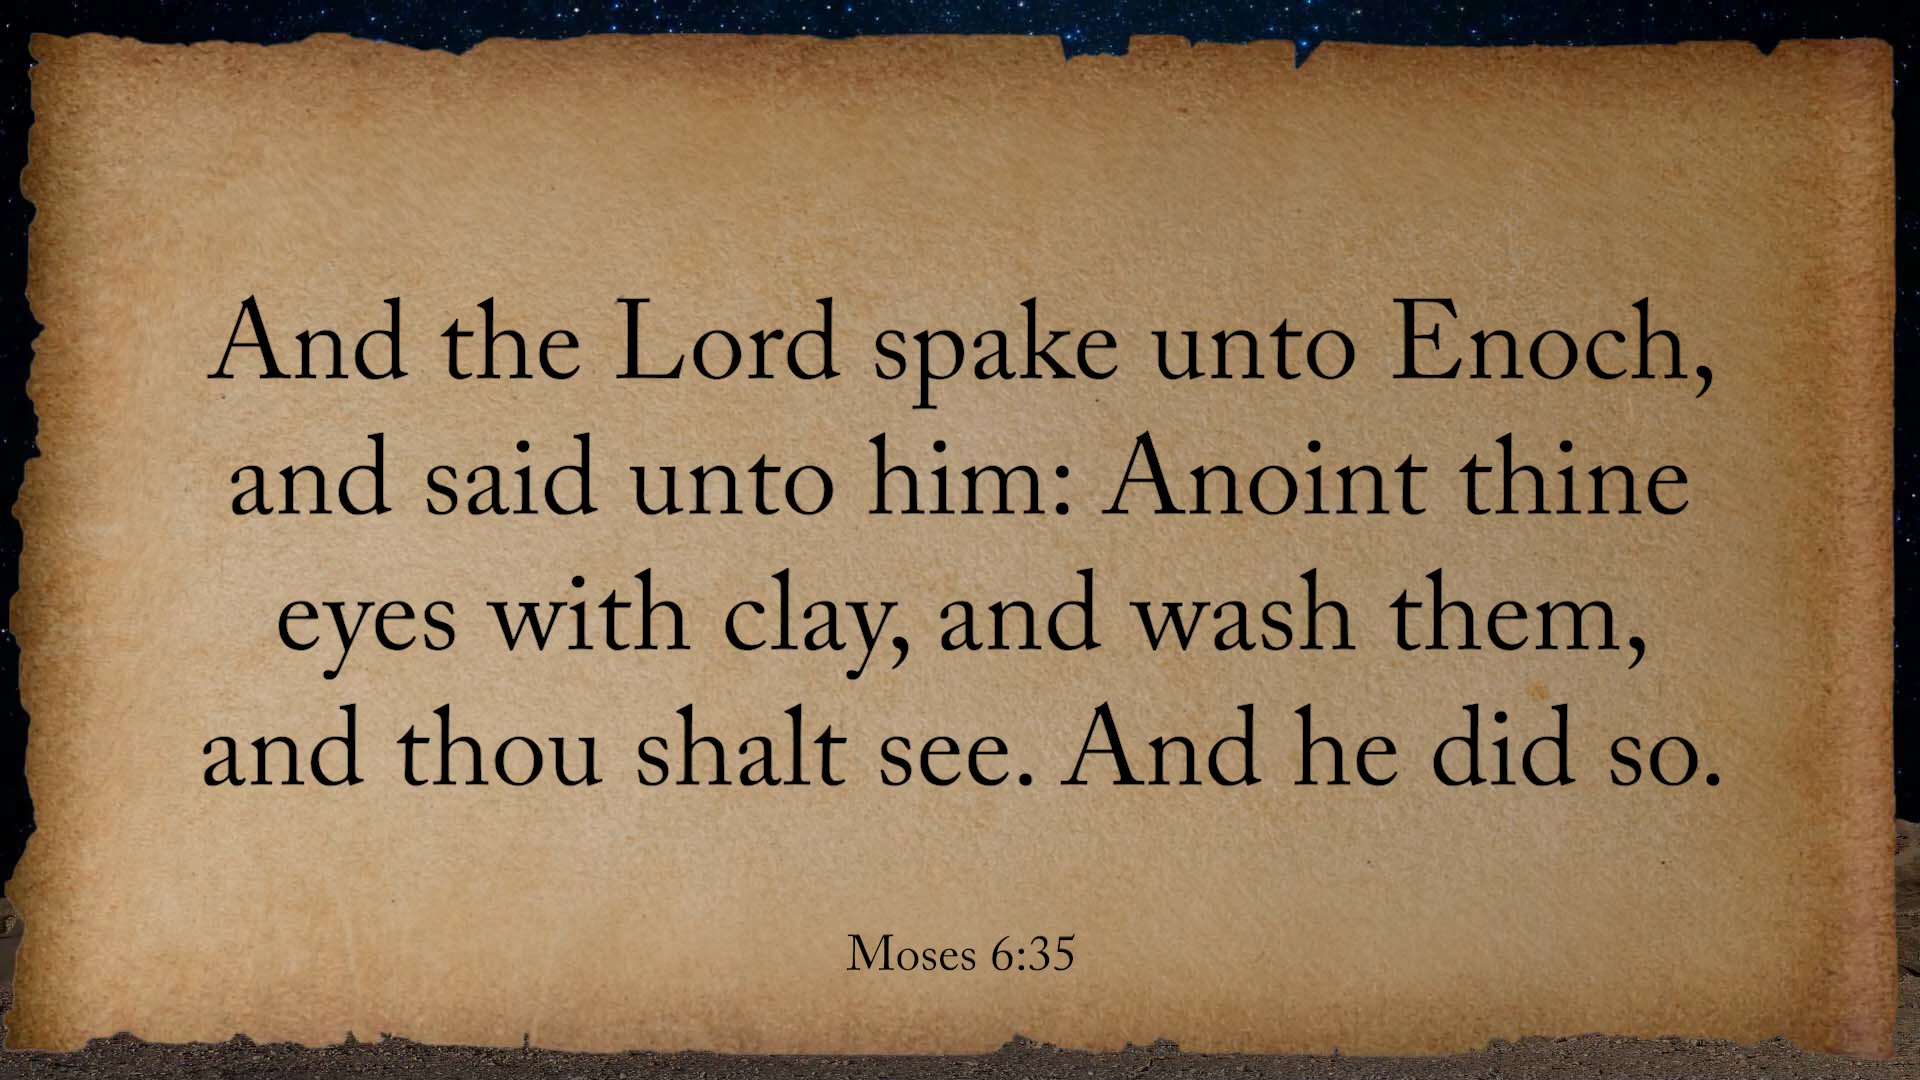 And the Lord spake unto Enoch,
and said unto him: Anoint thine
eyes with clay, and wash them,
and thou shalt see. And he did so.
Moses 6:35